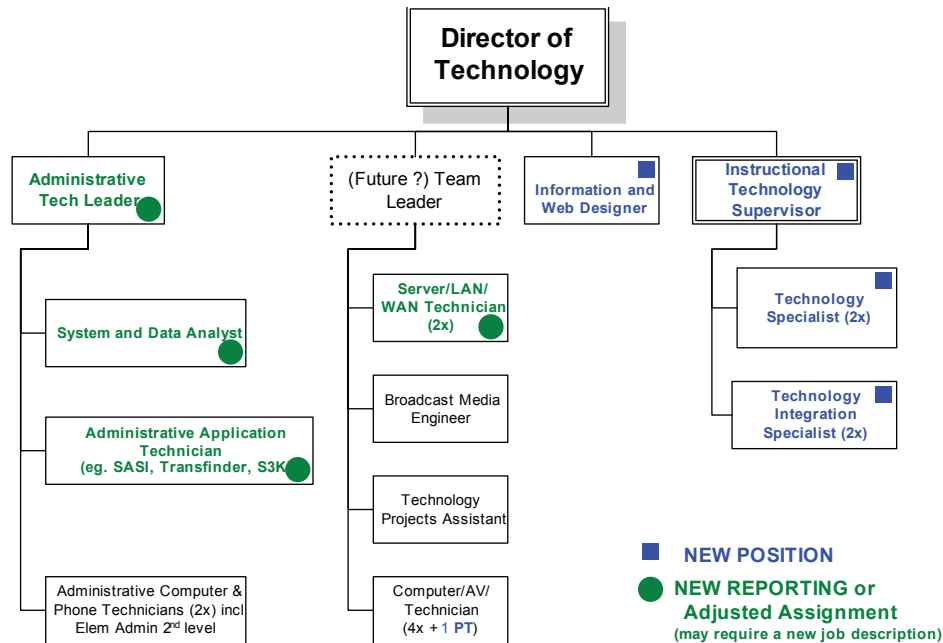 Director of
Technology
Administrative
Tech Leader
(Future ?) Team
Leader
Information and
Web Designer
Instructional
Technology
Supervisor
System and Data Analyst
Administrative Application
Technician
(eg. SASI, Transfinder, S3K
Administrative Computer &
Phone Technicians (2x) incl
Elem Admin 2nd level
Server/LAN/
WAN Technician
(2x)
Broadcast Media
Engineer
Technology
Projects Assistant
Computer/AV/
Technician
(4x + 1 PT)
Technology
Specialist (2x)
Technology
Integration
Specialist (2x)
NEW POSITION
NEW REPORTING or
Adjusted Assignment
(may require a new job description)